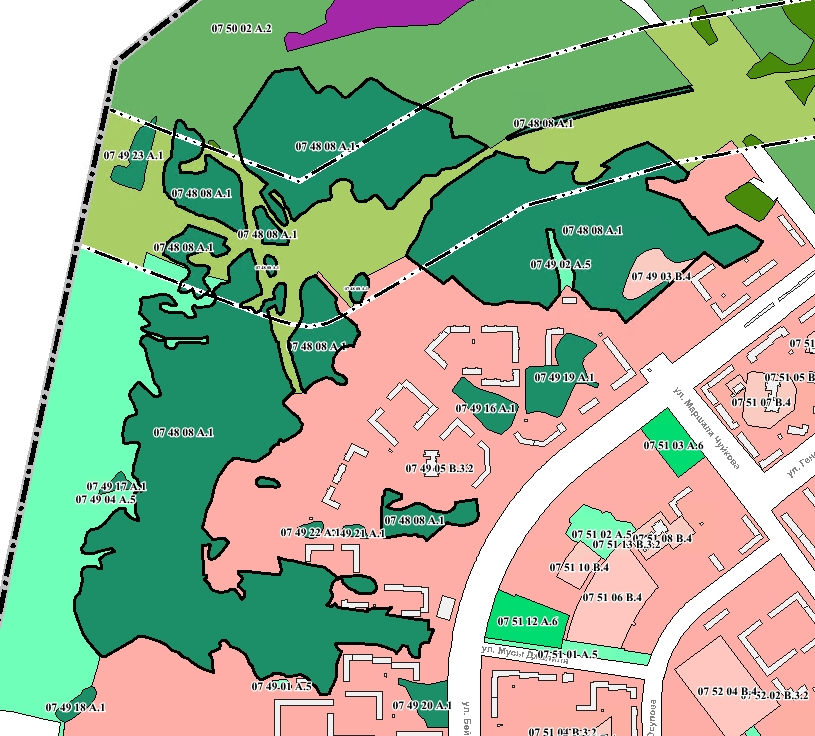 07 50 02 А.2
07 48 08 А.1
07 48 08 А.1
07 49 23 А.1
07 48 08 А.1
07 48 08 А.1
07 48 08 А.1
07 48 08 А.1
07 49 02 А.5
07 49 03 В.4
07 48 08 А.1
07 51 05 В
07 51 07 В.4
07 49 19 А.1
07 49 16 А.1
ул. Маршала Чуйкова
07 48 08 А.1
07 51 03 А.6
07 49 05 В.3.2
ул. Ген
07 49 17 А.1
07 49 04 А.5
07 48 08 А.1
07 49 22 А.1
07 49 21 А.1
07 51 02 А.5
07 51 13 В.3.2
07 51 08 В.4
07 51 10 В.4
07 51 06 В.4
07 51 12 А.6
ул. Мусы Джалиля
07 51 01 А.5
07 49 01 А.5
07 52 04 В.4
07 52 02 В.3.2
07 49 18 А.1
07 49 20 А.1
07 51 04 В.3.2